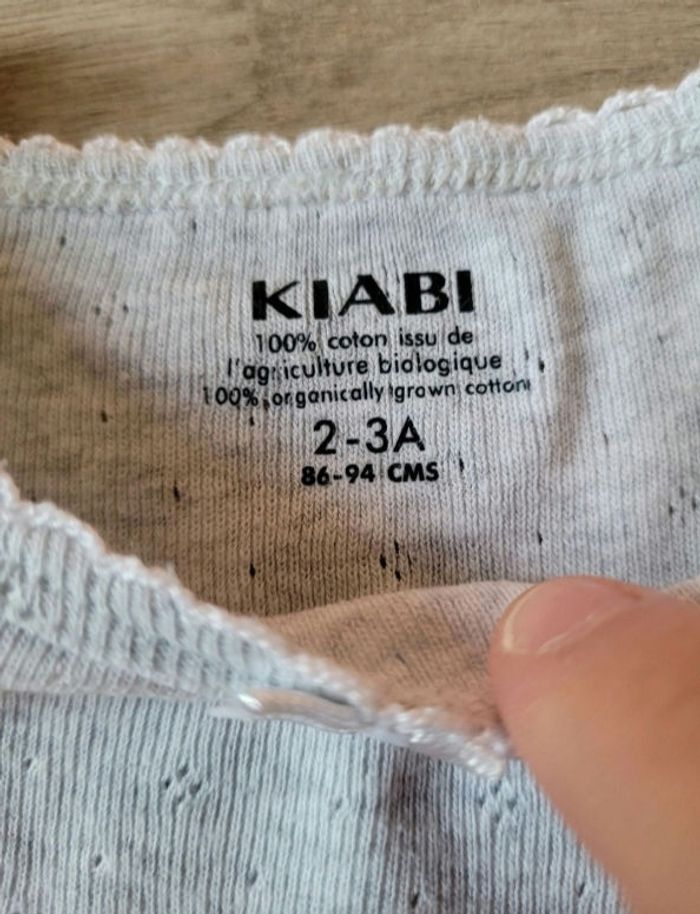 KIABI
100% coton issu de
l'agriculture biologique
100% organically grown cotton
2-3A
86-94 CMS